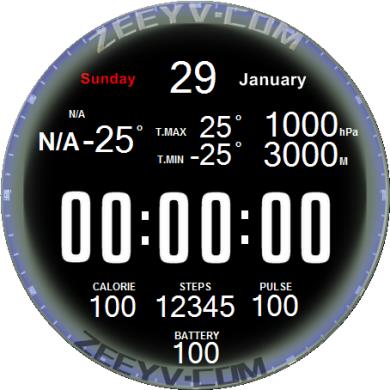 ZEEYV-COM
Sunday 29 January
N/A
N/A -25°
T.MAX 25°
T.MIN -25°
1000hPa
3000M
00:00:00
CALORIE STEPS PULSE
100 12345 100
BATTERY
100
ZEEYV-COM